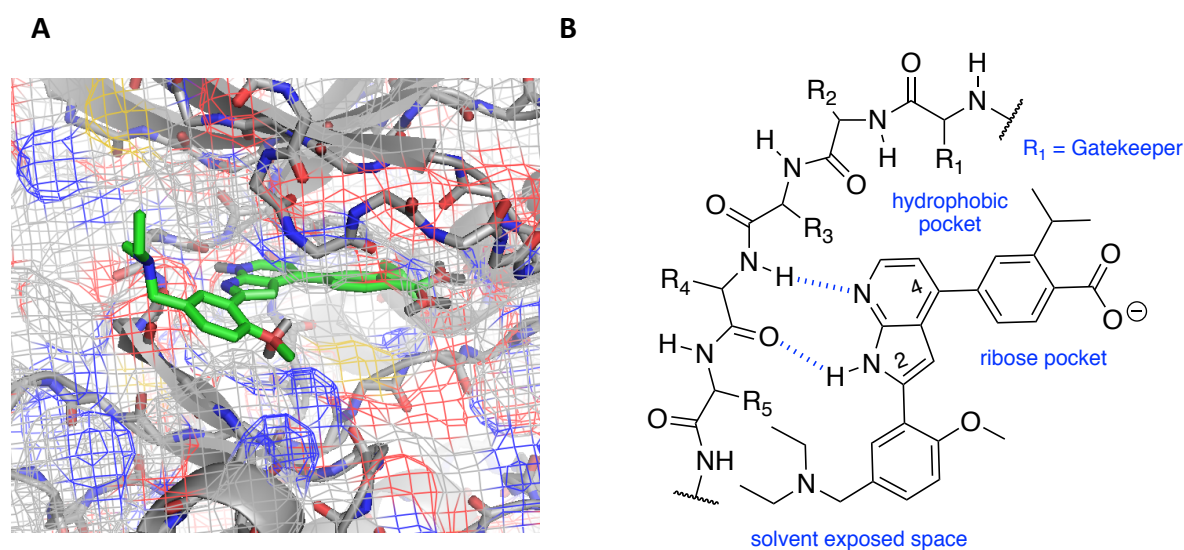 A
B
O
H
R2
N
N
H
R1
R1 = Gatekeeper
H
N
O
hydrophobic
pocket
O
R3
N
H
R4
N
4
O
O
O⊖
H
N
O
H
N
2
ribose pocket
R5
O
NH
O
N
solvent exposed space